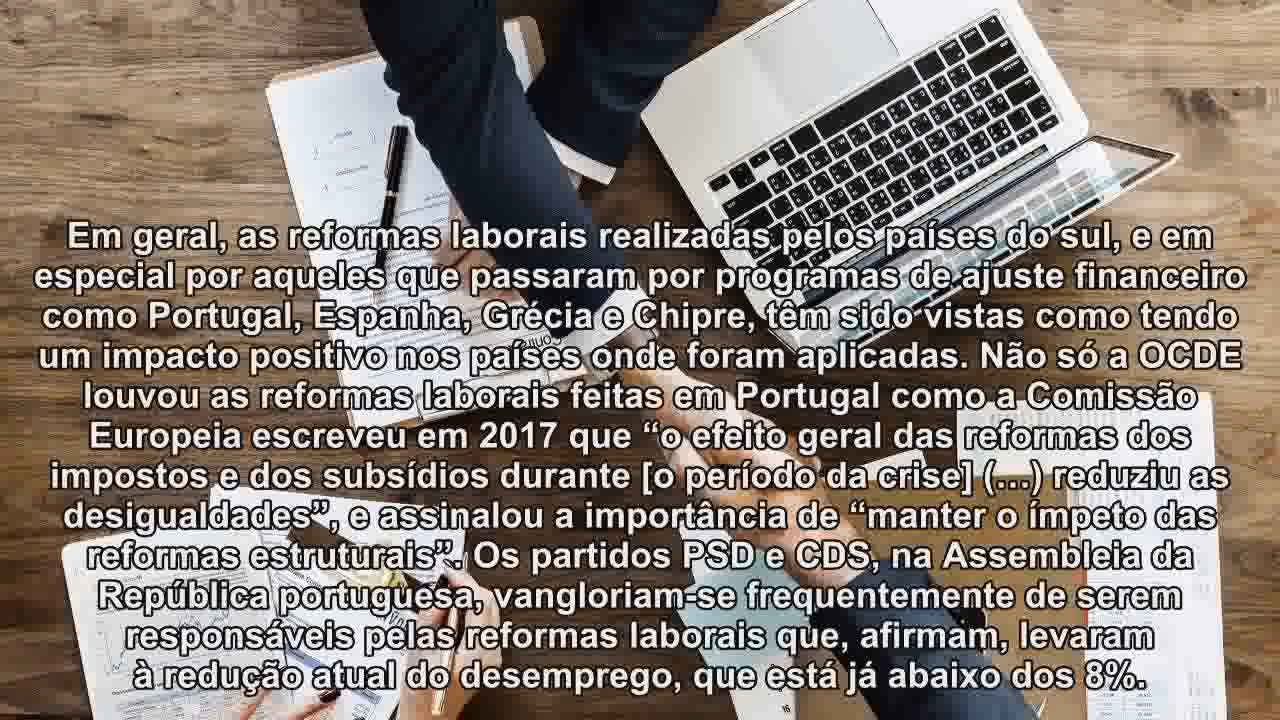 Em geral, as reformas laborais realizadas pelos países do sul, e em
especial por aqueles que passaram por programas de ajuste financeiro
como Portugal, Espanha, Grécia e Chipre, têm sido vistas como tendo
um impacto positivo nos países onde foram aplicadas. Não só a OCDE
louvou as reformas laborais feitas em Portugal como a Comissão
Europeia escreveu em 2017 que “o efeito geral das reformas dos
impostos e dos subsídios durante [o período da crise] (…) reduziu as
desigualdades”, e assinalou a importância de “manter o ímpeto das
reformas estruturais”. Os partidos PSD e CDS, na Assembleia da
República portuguesa, vangloriam-se frequentemente de serem
responsáveis pelas reformas laborais que, afirmam, levaram
à redução atual do desemprego, que está já abaixo dos 8%.
16